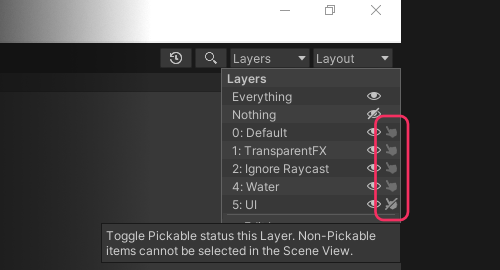 Layers
Layout
Layers
Everything
Nothing
0: Default
1: TransparentFX
2: Ignore Raycast
4: Water
5: UI
Toggle Pickable status this Layer. Non-Pickable
items cannot be selected in the Scene View.